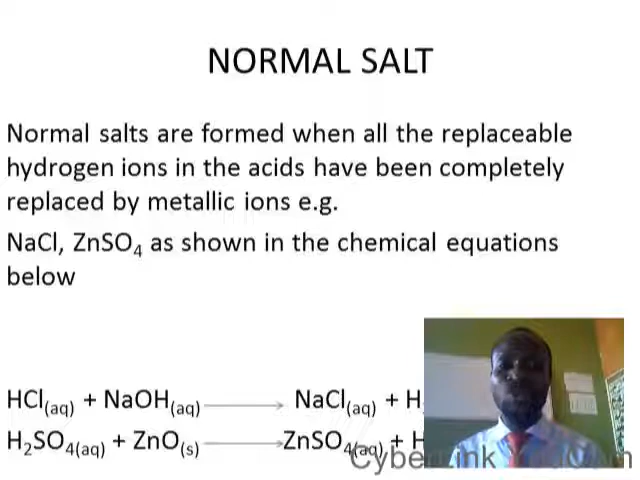 NORMAL SALT
Normal salts are formed when all the replaceable
hydrogen ions in the acids have been completely
replaced by metallic ions e.g.
NaCl, ZnSO₄ as shown in the chemical equations
below
HCl(aq) + NaOH(aq) → NaCl(aq) + H
H₂SO₄(aq) + ZnO(s) → ZnSO₄(aq) + H